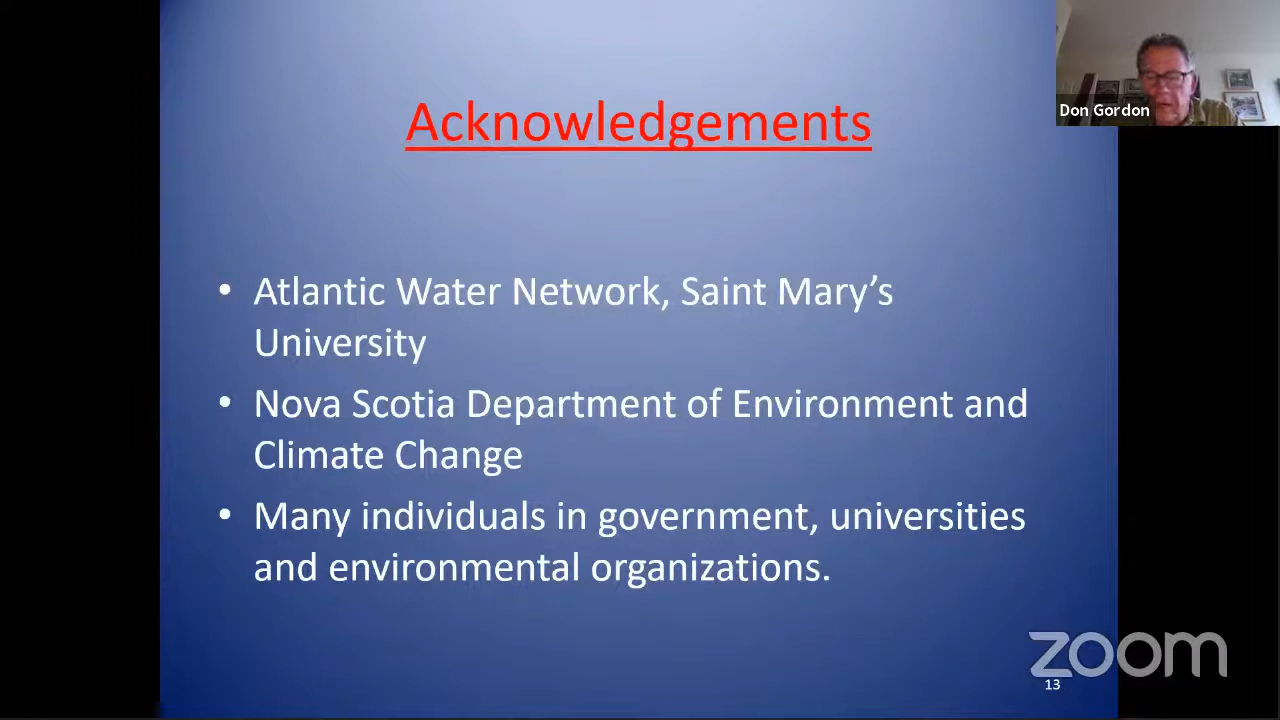 Acknowledgements
Don Gordon
• Atlantic Water Network, Saint Mary’s
University
• Nova Scotia Department of Environment and
Climate Change
• Many individuals in government, universities
and environmental organizations.
zoom
13